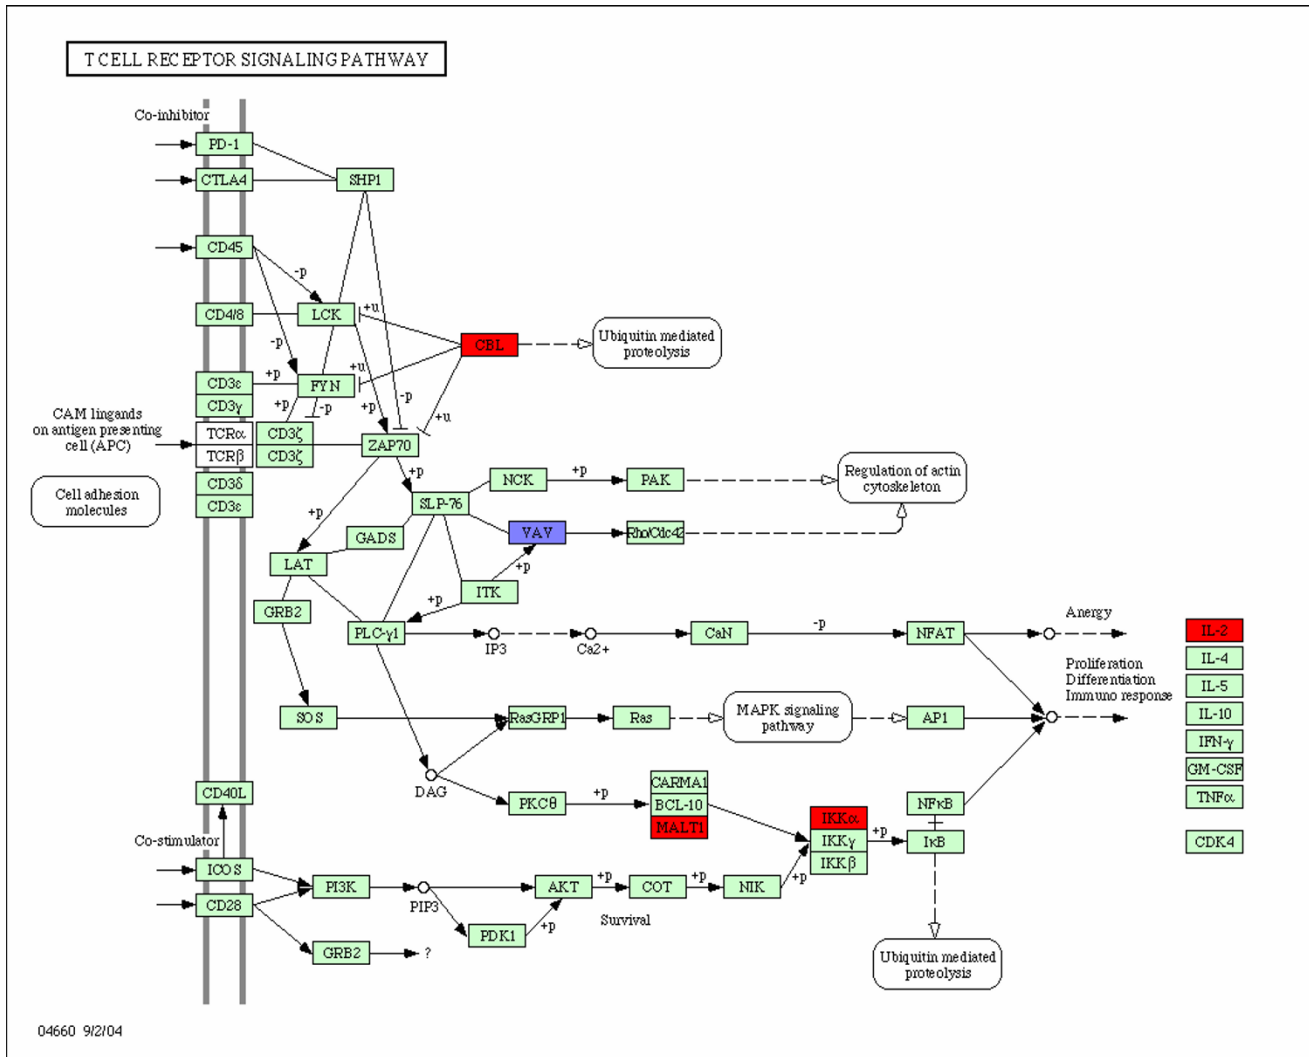 T CELL RECEPTOR SIGNALING PATHWAY
Co-inhibitor
PD-1
CTLA4
SHP1
CD45
-p
CD4/8
LCK
+u
CBL
Ubiquitin mediated
proteolysis
-p
+u
CD3ε
+p
FYN
CD3γ
+p
-p
+p
-p
+u
CAM lingands
on antigen presenting
cell (APC)
TCRα
CD3ζ
TCRβ
CD3ζ
ZAP70
+p
CD3δ
CD3ε
Cell adhesion
molecules
NCK
+p
PAK
Regulation of actin
cytoskeleton
SLP-76
+p
GADS
VAV
Rho/Cdc42
LAT
+p
ITK
+p
GRB2
PLC-γ1
IP3
Ca2+
CaN
-p
NFAT
Anergy
Proliferation
Differentiation
Immuno response
IL-2
IL-4
IL-5
IL-10
IFN-γ
GM-CSF
TNFα
CDK4
SOS
RasGRP1
Ras
MAPK signaling
pathway
AP1
DAG
CD40L
PKCθ
+p
CARMA1
BCL-10
MALT1
IKKα
IKKγ
IKKβ
+p
NFκB
IκB
Co-stimulator
ICOS
CD28
PI3K
PIP3
AKT
+p
COT
+p
NIK
+p
PDK1
+p
Survival
GRB2
?
Ubiquitin mediated
proteolysis
04660 9/2/04